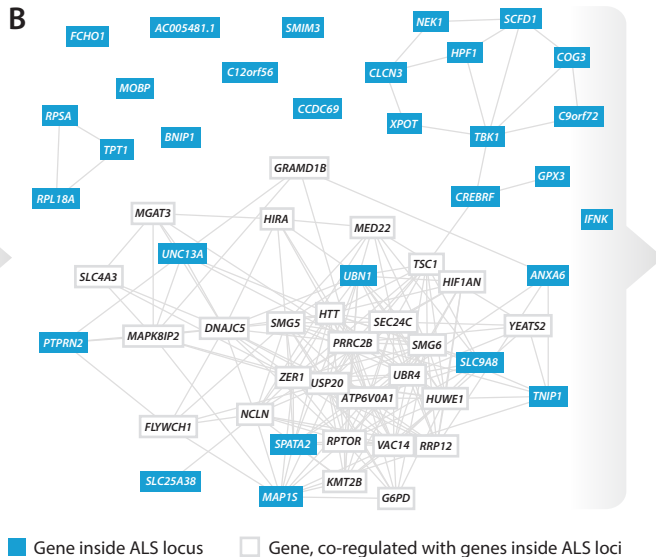 B
FCHO1
AC005481.1
SMIM3
NEK1
SCFD1
HPF1
COG3
C12orf56
CLCN3
MOBP
CCDC69
RPSA
C9orf72
XPOT
BNIP1
TBK1
TPT1
GRAMD1B
GPX3
RPL18A
CREBRF
MGAT3
HIRA
IFNK
MED22
UNC13A
TSC1
SLC4A3
UBN1
ANXA6
HIF1AN
HTT
SMG5
SEC24C
YEATS2
DNAJC5
MAPK8IP2
PTPRN2
PRRC2B
SMG6
SLC9A8
ZER1
USP20
UBR4
ATP6V0A1
HUWE1
TNIP1
NCLN
FLYWCH1
SPATA2
RPTOR
VAC14
RRP12
SLC25A38
KMT2B
MAP1S
G6PD
Gene inside ALS locus
Gene, co-regulated with genes inside ALS loci